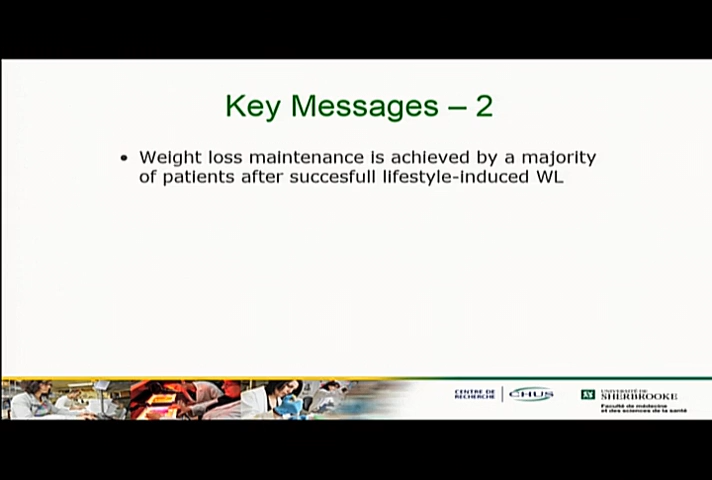 Key Messages – 2
• Weight loss maintenance is achieved by a majority
of patients after succesfull lifestyle-induced WL
CENTRE DE
RECHERCHE
CHUS
UNIVERSITÉ DE
SHERBROOKE
Faculté de médecine
et des sciences de la santé